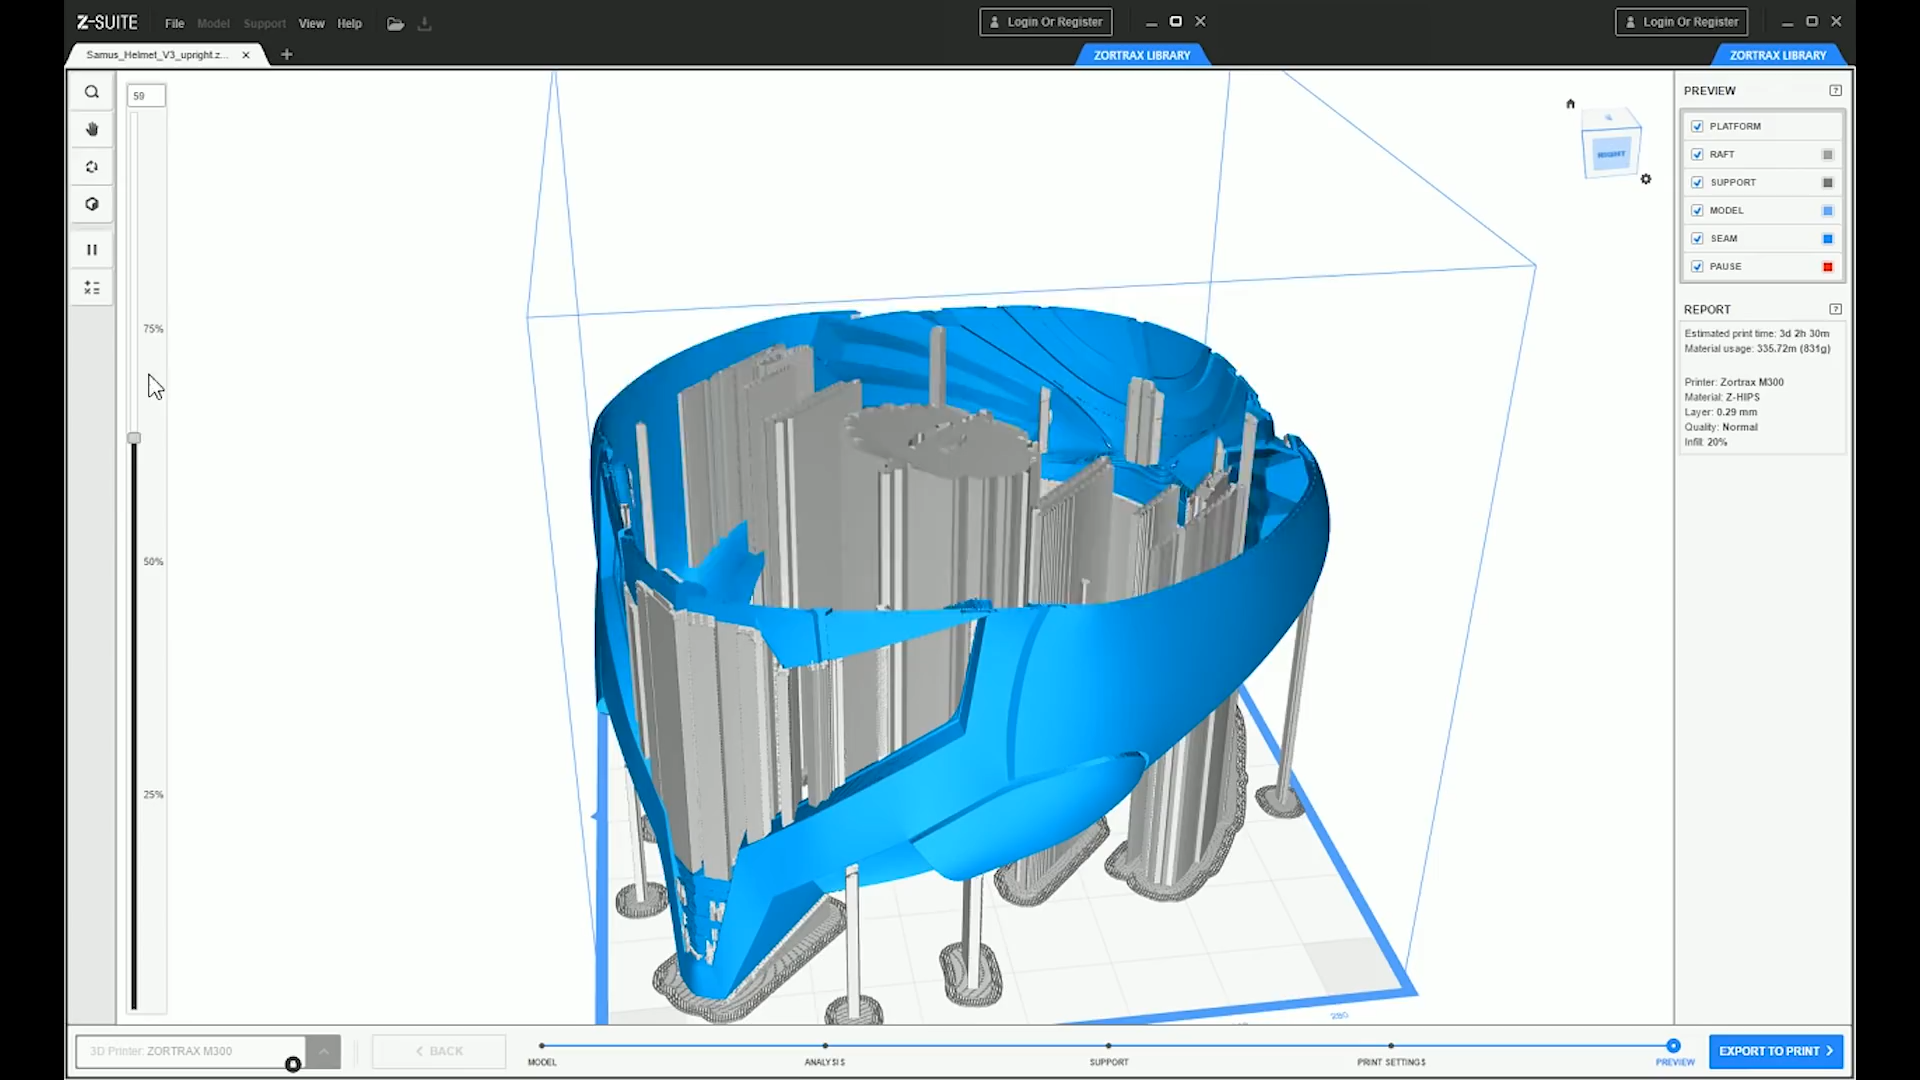 Z-SUITE File Model Support View Help Login Or Register Login Or Register
Samus_Helmet_V3_upright.z... ZORTRAX LIBRARY ZORTRAX LIBRARY
59
75%
50%
25%
RIGHT
PREVIEW
PLATFORM
RAFT
SUPPORT
MODEL
SEAM
PAUSE
REPORT
Estimated print time: 3d 2h 30m
Material usage: 335.72m (831g)
Printer: Zortrax M300
Material: Z-HIPS
Layer: 0.29 mm
Quality: Normal
Infill: 20%
280
3D Printer: ZORTRAX M300
BACK
MODEL
ANALYSIS
SUPPORT
PRINT SETTINGS
PREVIEW
EXPORT TO PRINT